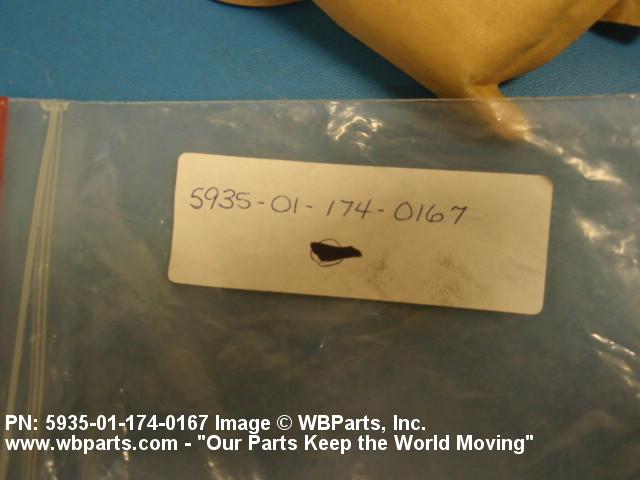 5935-01-174-0167
PN: 5935-01-174-0167 Image © WBParts, Inc.
www.wbparts.com - "Our Parts Keep the World Moving"